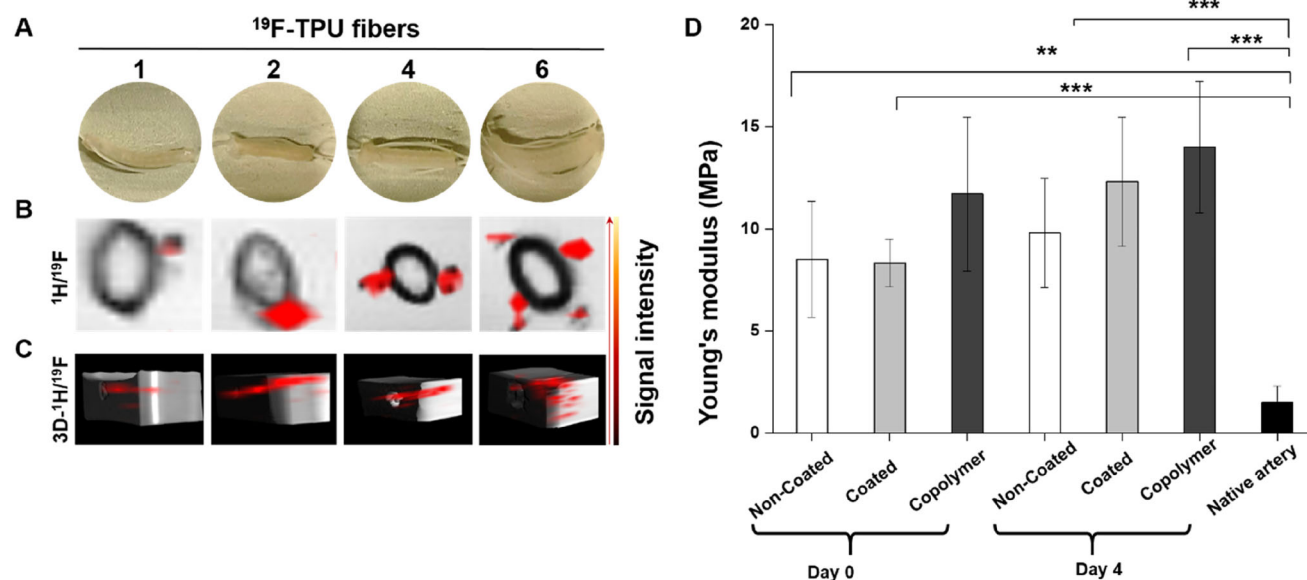 A
¹⁹F-TPU fibers
1 2 4 6
B
¹H/¹⁹F
C
3D-¹H/¹⁹F
Signal intensity
D
Young's modulus (MPa)
20
15
10
5
0
***
***
**
***
Non-Coated
Coated
Copolymer
Non-Coated
Coated
Copolymer
Native artery
Day 0
Day 4